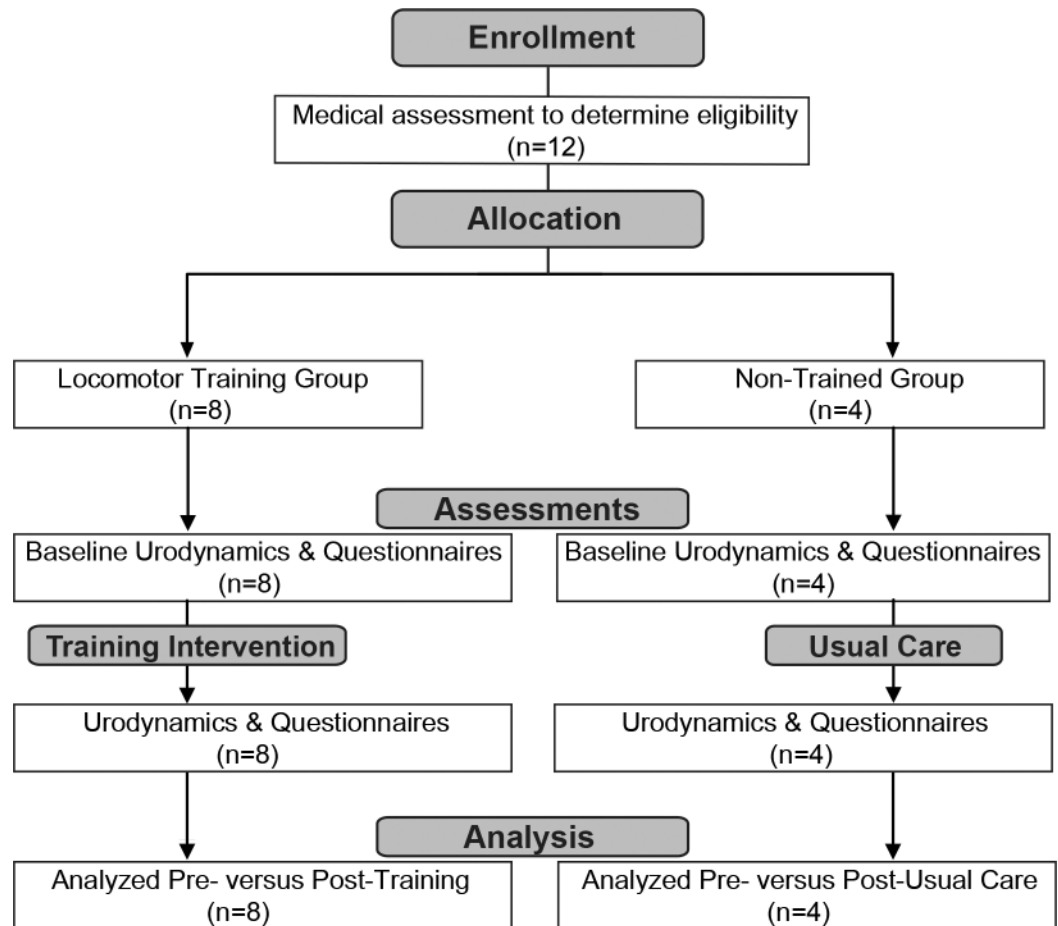 Enrollment
Medical assessment to determine eligibility
(n=12)
Allocation
Locomotor Training Group
(n=8)
Non-Trained Group
(n=4)
Assessments
Baseline Urodynamics & Questionnaires
(n=8)
Baseline Urodynamics & Questionnaires
(n=4)
Training Intervention
Usual Care
Urodynamics & Questionnaires
(n=8)
Urodynamics & Questionnaires
(n=4)
Analysis
Analyzed Pre- versus Post-Training
(n=8)
Analyzed Pre- versus Post-Usual Care
(n=4)